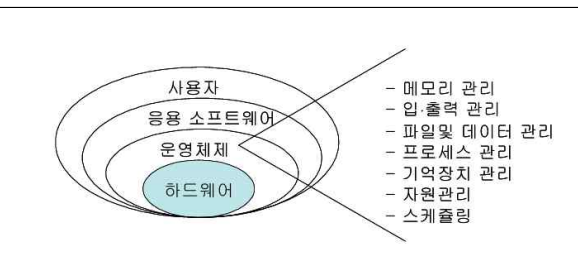 사용자
응용 소프트웨어
운영체제
하드웨어
- 메모리 관리
- 입·출력 관리
- 파일및 데이터 관리
- 프로세스 관리
- 기억장치 관리
- 자원관리
- 스케쥴링